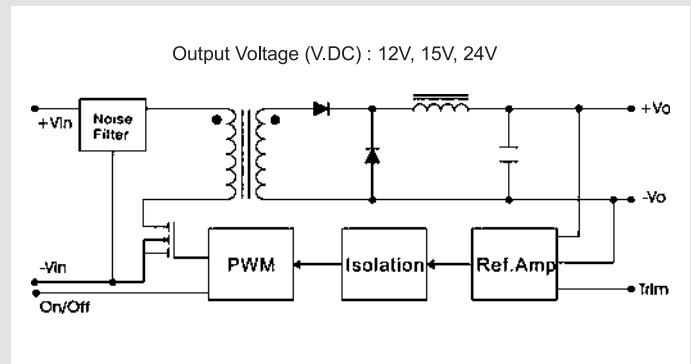 Output Voltage (V.DC) : 12V, 15V, 24V
+Vin
Noise
Filter
+Vo
-Vo
-Vin
PWM
Isolation
Ref.Amp
Trim
On/Off